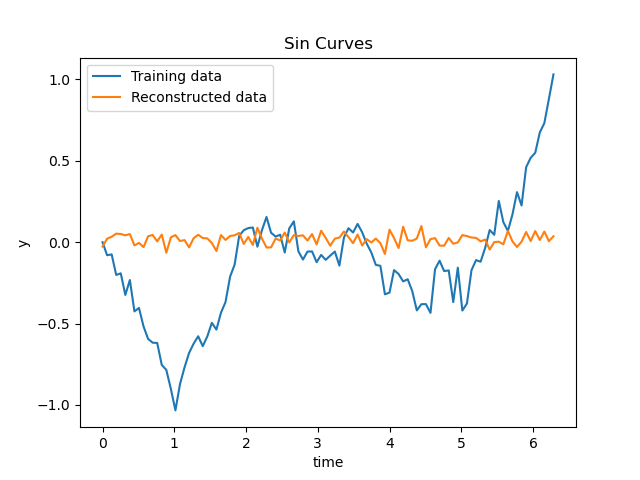 Sin Curves
Training data
Reconstructed data
1.0
0.5
0.0
−0.5
−1.0
y
0 1 2 3 4 5 6
time